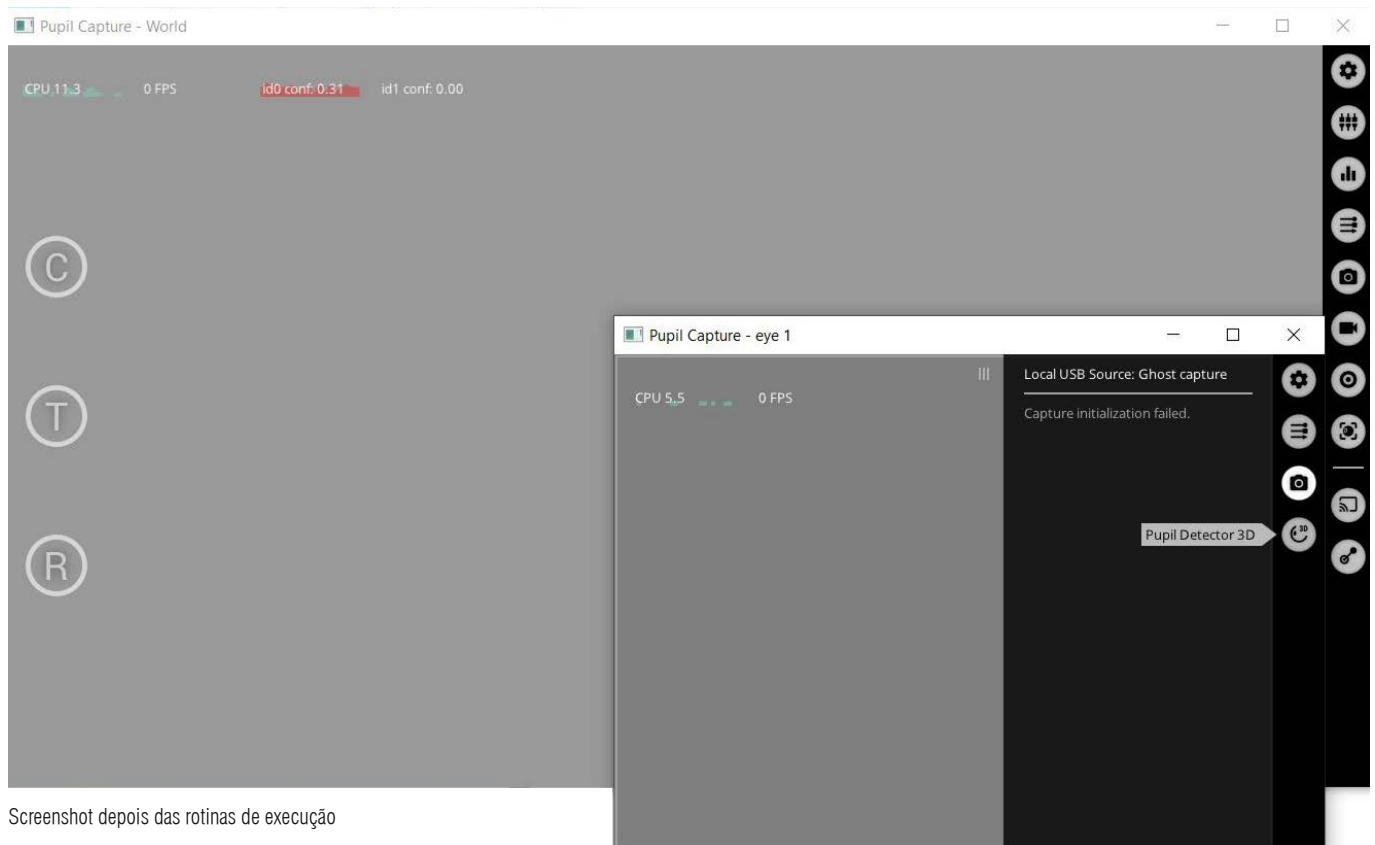 Pupil Capture - World
CPU 11.3 0 FPS id0 conf: 0.31 id1 conf: 0.00
C
T
R
Pupil Capture - eye 1
CPU 5.5 0 FPS
Local USB Source: Ghost capture
Capture initialization failed.
Pupil Detector 3D
3D
Screenshot depois das rotinas de execução